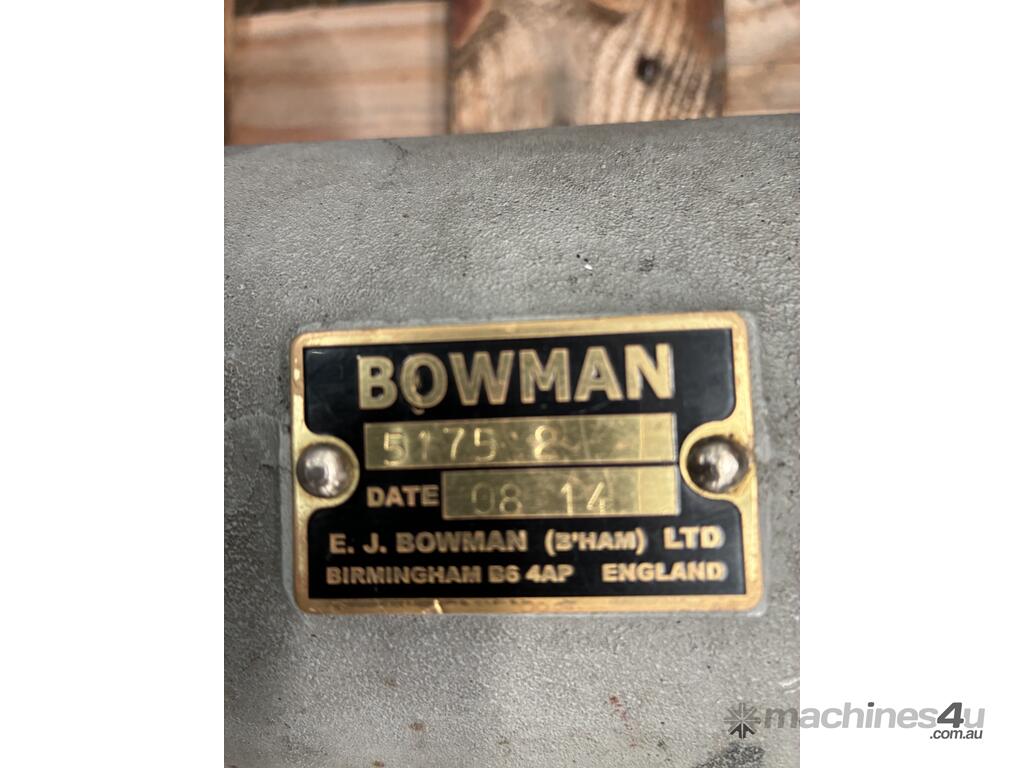 BOWMAN
5175 2
DATE 08 14
E. J. BOWMAN (B'HAM) LTD
BIRMINGHAM B6 4AP ENGLAND
machines4u
.com.au